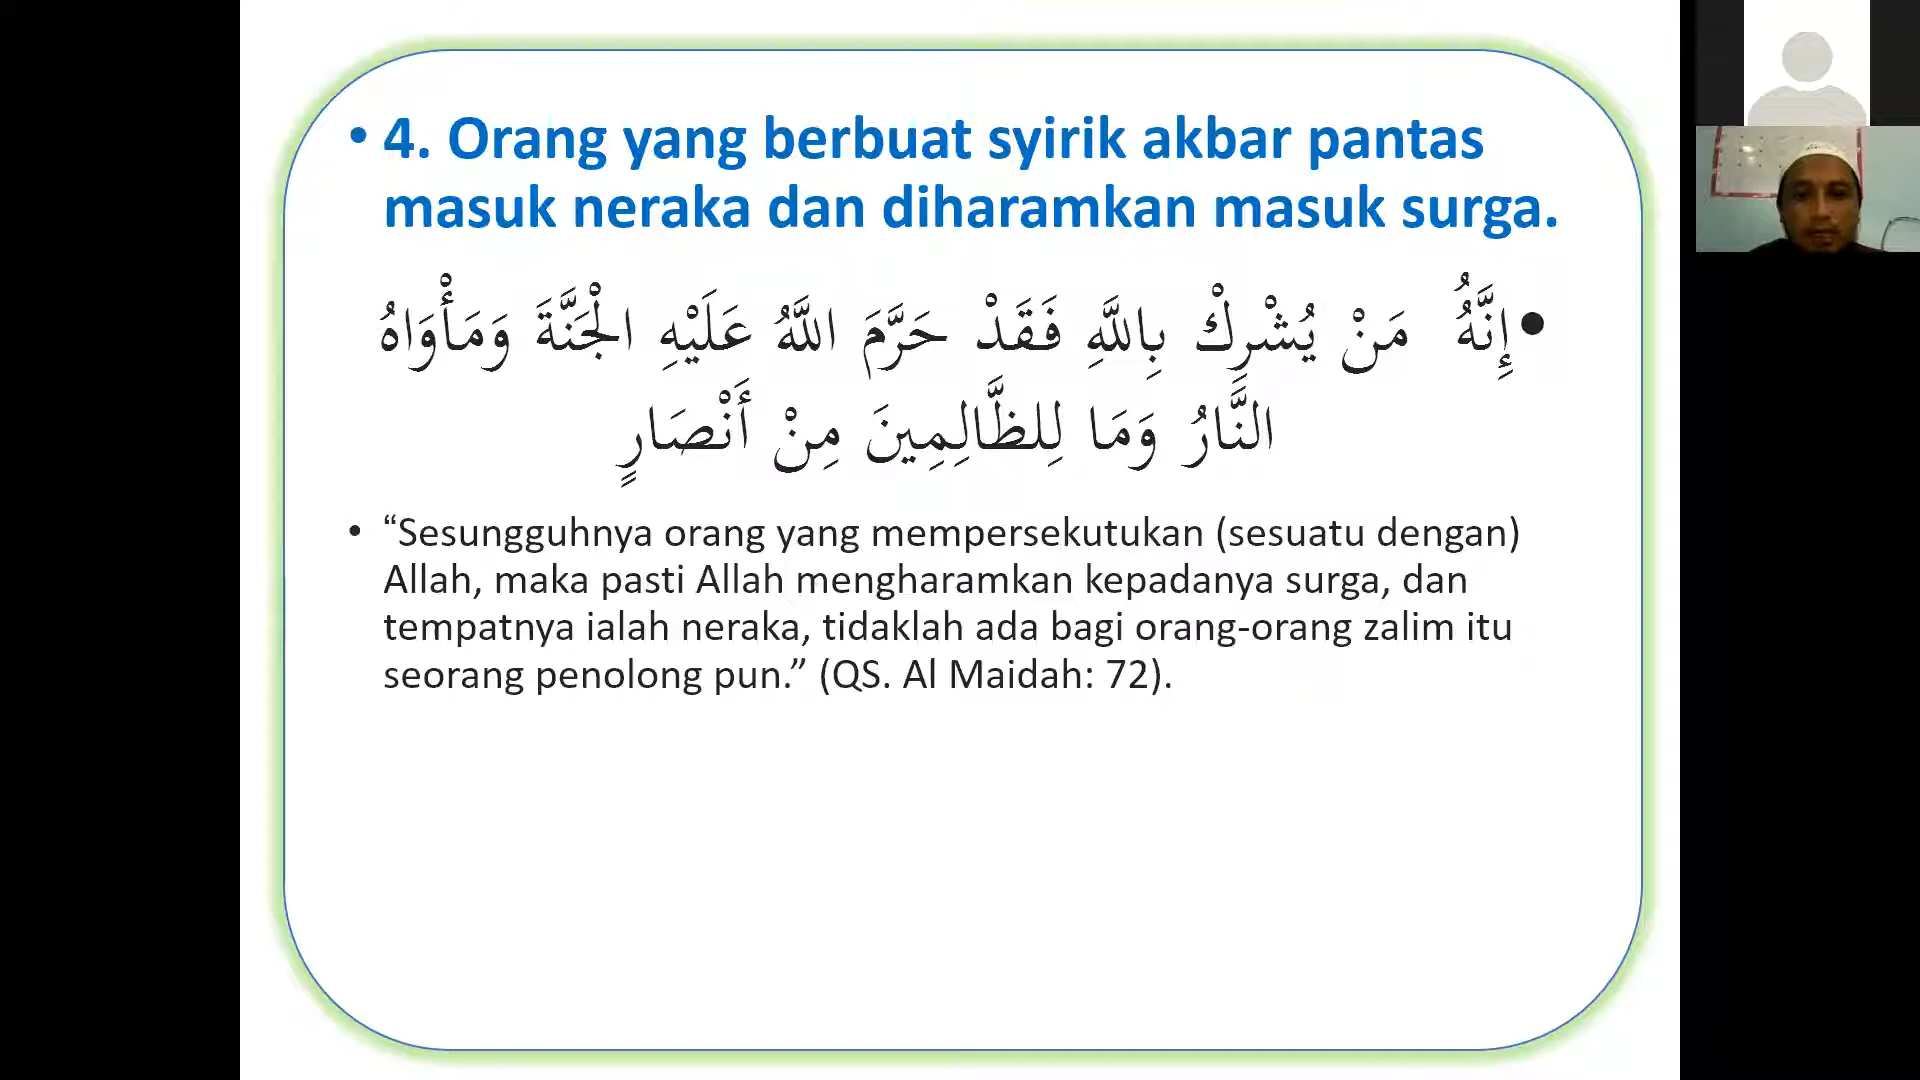 • 4. Orang yang berbuat syirik akbar pantas
masuk neraka dan diharamkan masuk surga.
• إِنَّهُ مَنْ يُشْرِكْ بِاللَّهِ فَقَدْ حَرَّمَ اللَّهُ عَلَيْهِ الْجَنَّةَ وَمَأْوَاهُ
النَّارُ وَمَا لِلظَّالِمِينَ مِنْ أَنْصَارٍ
• “Sesungguhnya orang yang mempersekutukan (sesuatu dengan)
Allah, maka pasti Allah mengharamkan kepadanya surga, dan
tempatnya ialah neraka, tidaklah ada bagi orang-orang zalim itu
seorang penolong pun.” (QS. Al Maidah: 72).